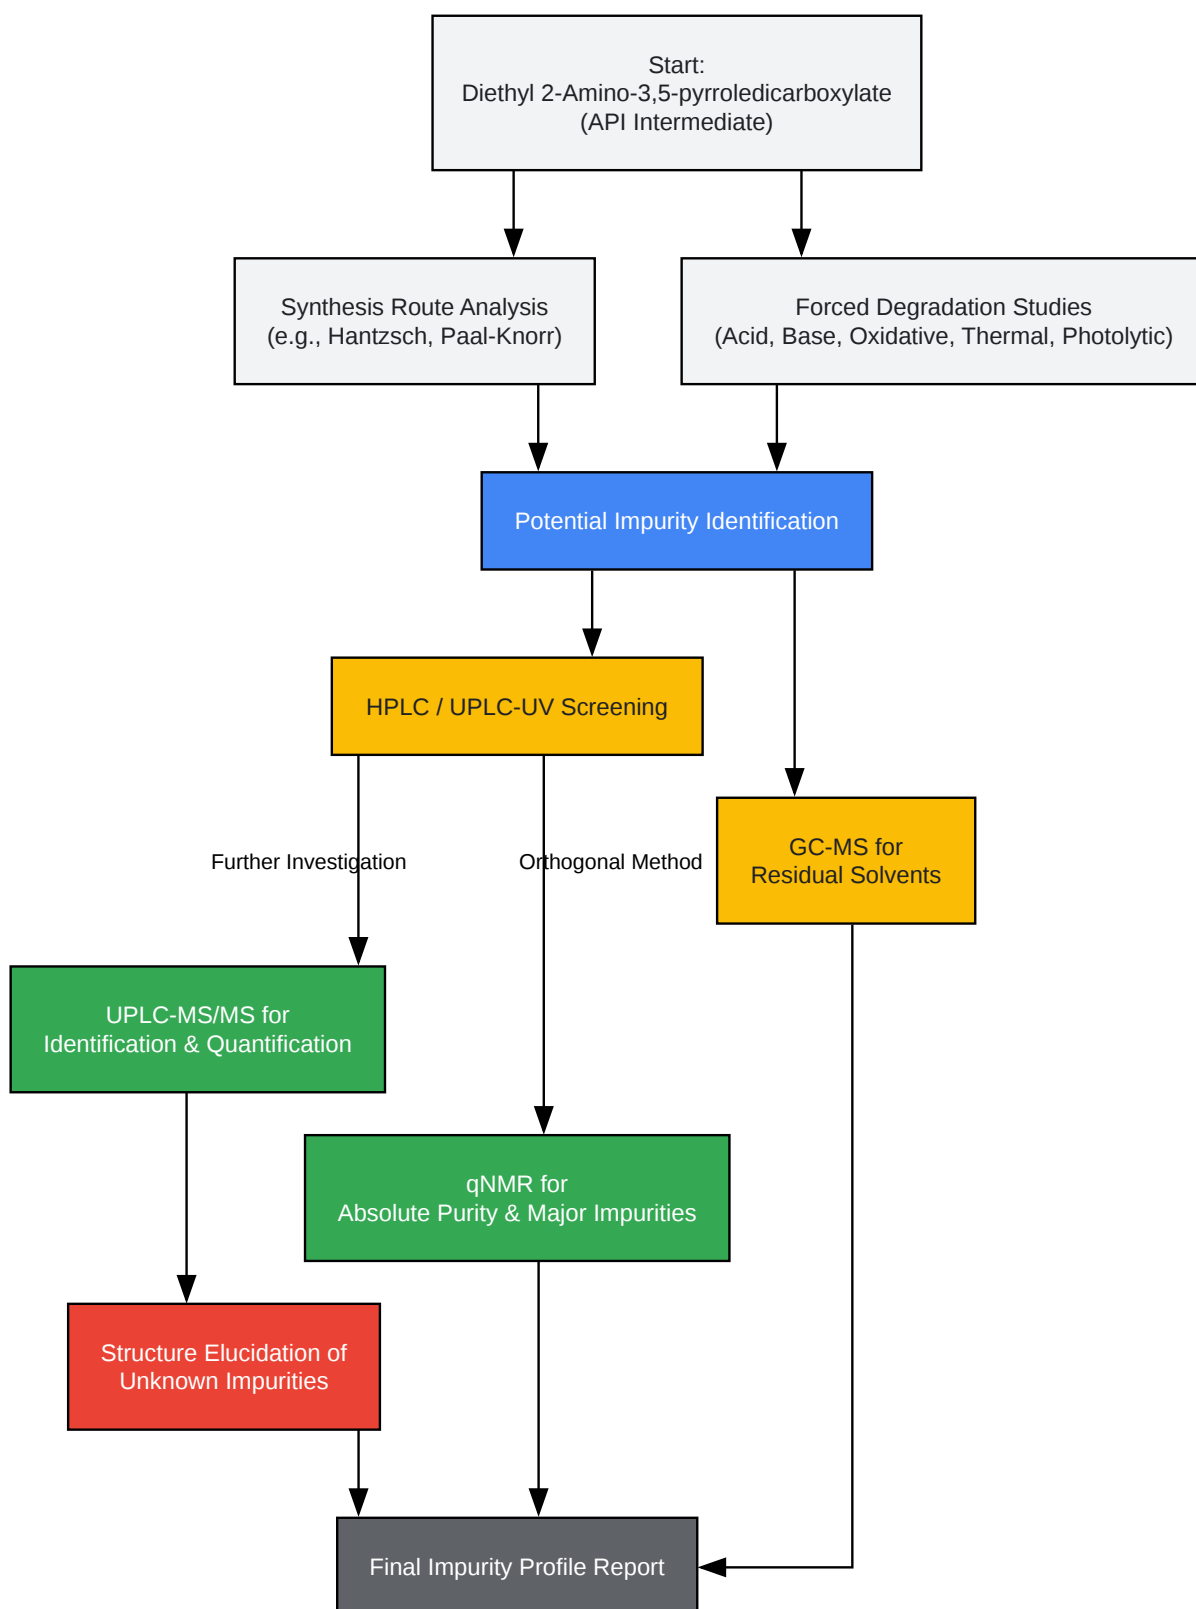 Start:
Diethyl 2-Amino-3,5-pyrroledicarboxylate
(API Intermediate)
Synthesis Route Analysis
(e.g., Hantzsch, Paal-Knorr)
Forced Degradation Studies
(Acid, Base, Oxidative, Thermal, Photolytic)
Potential Impurity Identification
HPLC / UPLC-UV Screening
GC-MS for
Residual Solvents
Further Investigation
Orthogonal Method
UPLC-MS/MS for
Identification & Quantification
qNMR for
Absolute Purity & Major Impurities
Structure Elucidation of
Unknown Impurities
Final Impurity Profile Report